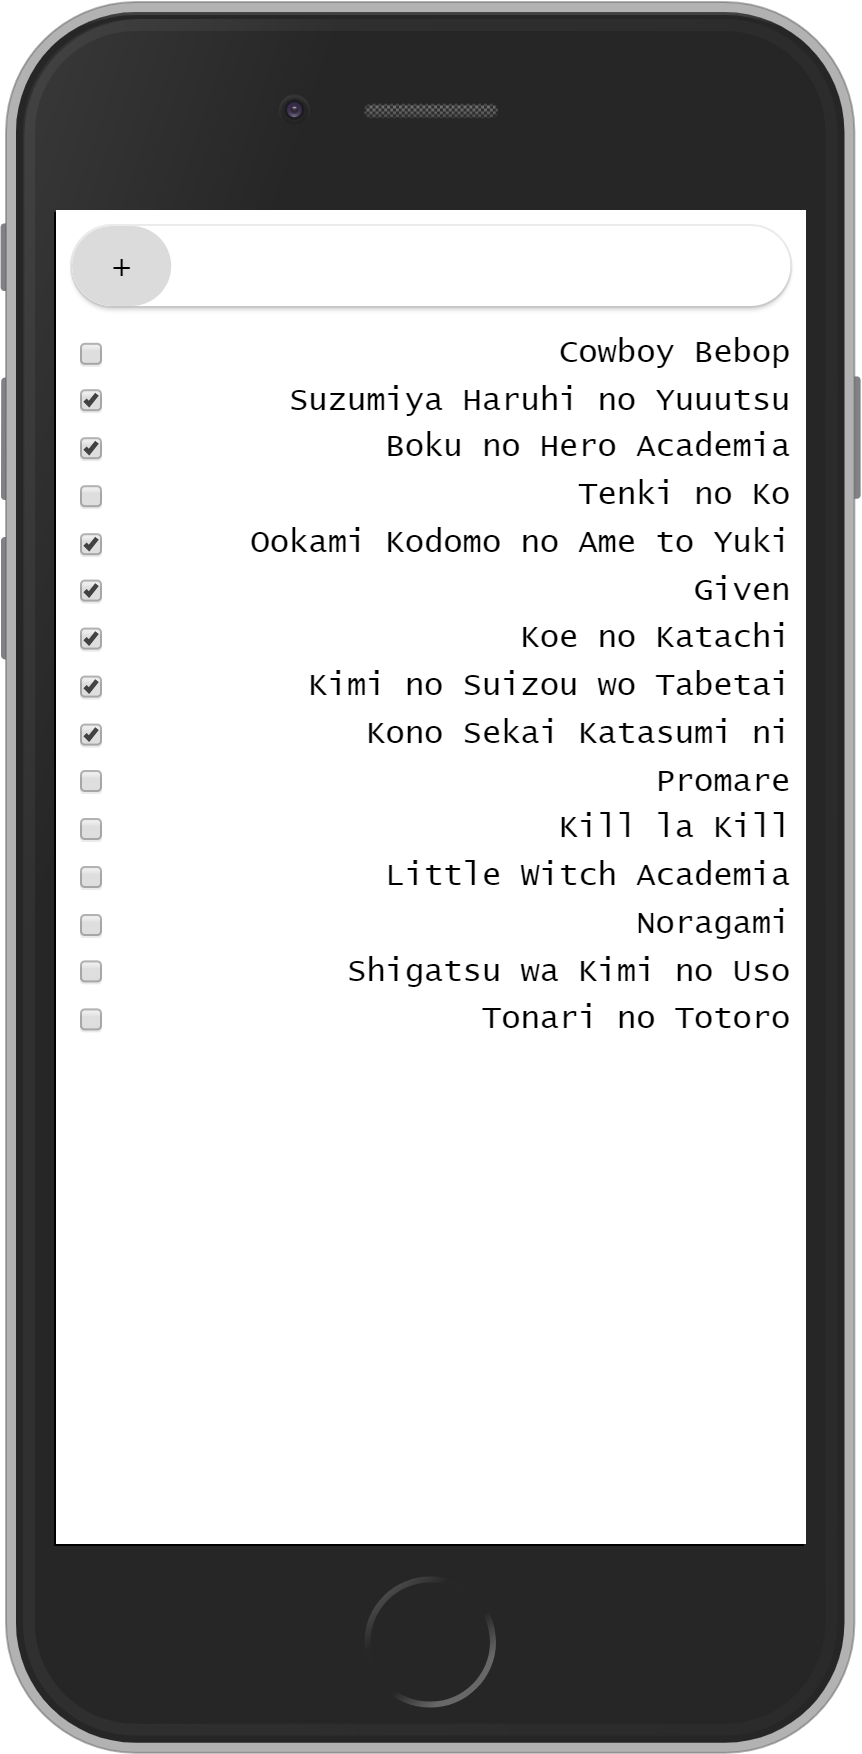 +
Cowboy Bebop
Suzumiya Haruhi no Yuuutsu
Boku no Hero Academia
Tenki no Ko
Ookami Kodomo no Ame to Yuki
Given
Koe no Katachi
Kimi no Suizou wo Tabetai
Kono Sekai Katasumi ni
Promare
Kill la Kill
Little Witch Academia
Noragami
Shigatsu wa Kimi no Uso
Tonari no Totoro